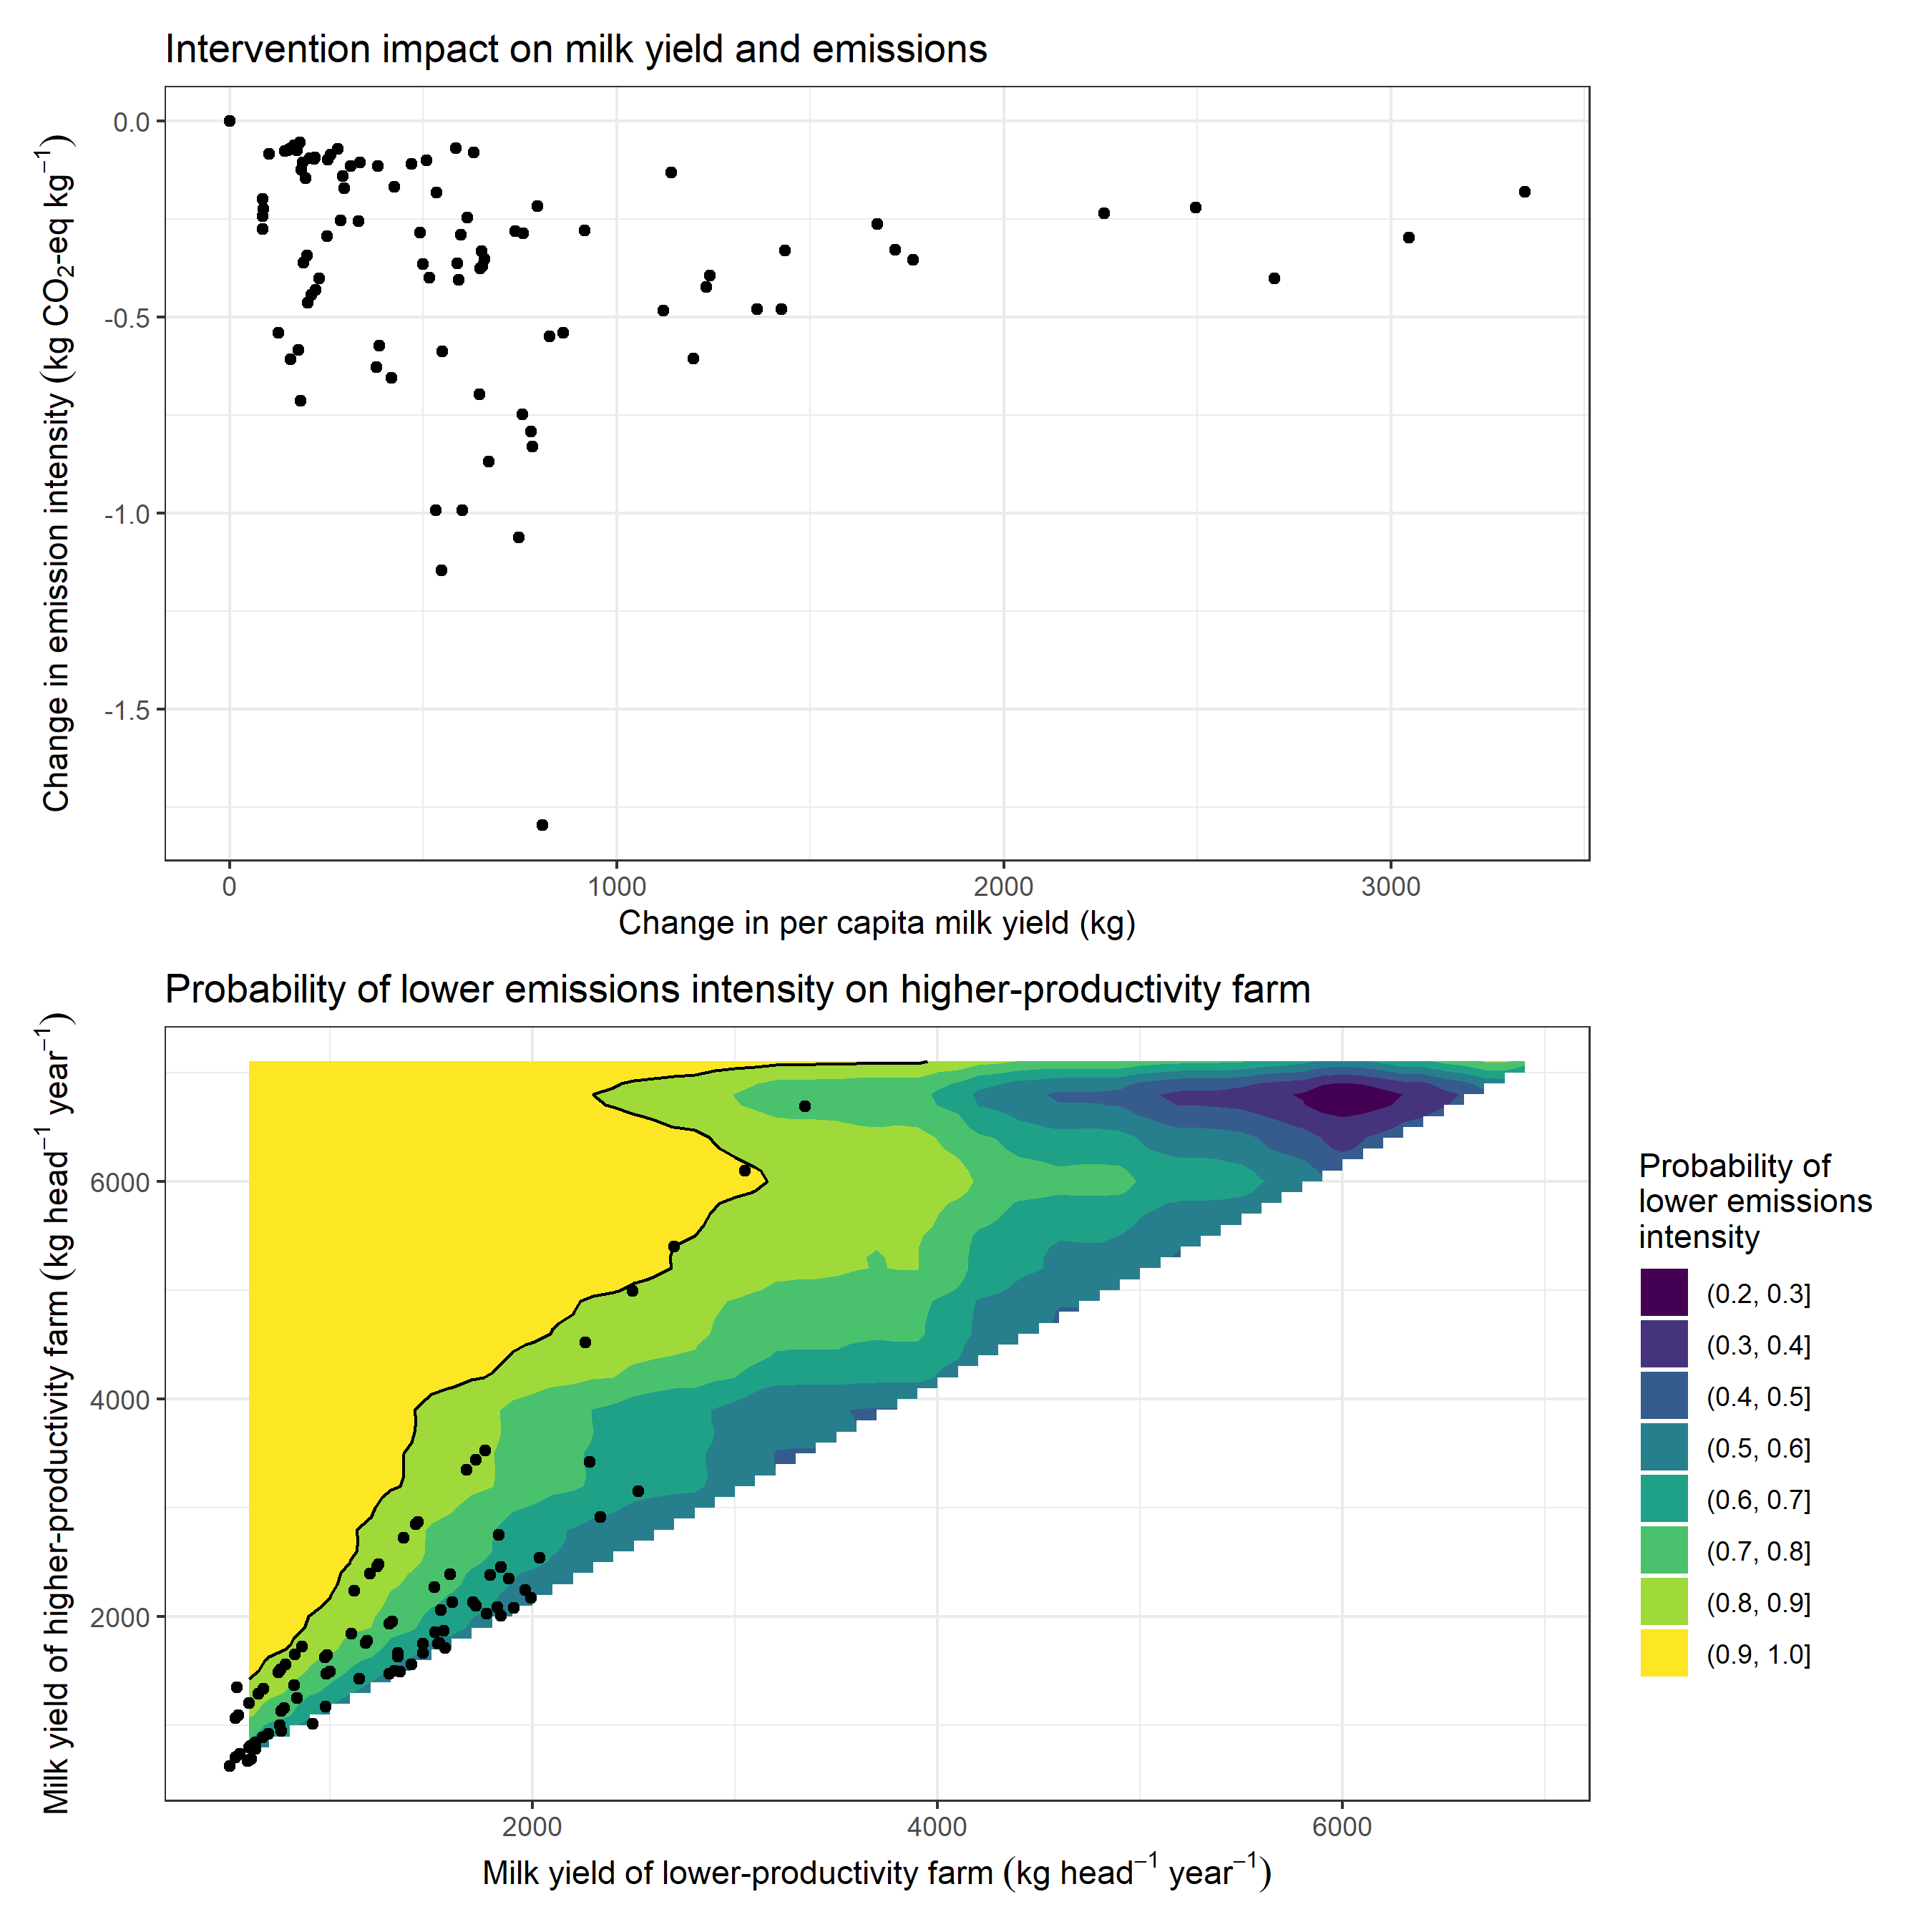 Intervention impact on milk yield and emissions
Change in emission intensity (kg CO₂-eq kg⁻¹)
0.0
-0.5
-1.0
-1.5
0 1000 2000 3000
Change in per capita milk yield (kg)
Probability of lower emissions intensity on higher-productivity farm
Milk yield of higher-productivity farm (kg head⁻¹ year⁻¹)
6000
4000
2000
2000 4000 6000
Milk yield of lower-productivity farm (kg head⁻¹ year⁻¹)
Probability of
lower emissions
intensity
(0.2, 0.3]
(0.3, 0.4]
(0.4, 0.5]
(0.5, 0.6]
(0.6, 0.7]
(0.7, 0.8]
(0.8, 0.9]
(0.9, 1.0]